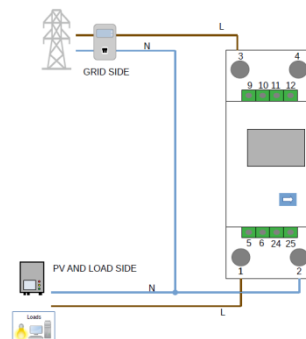 L
N
3 4
GRID SIDE
9 10 11 12
5 6 24 25
PV AND LOAD SIDE
1 2
N
L
Loads